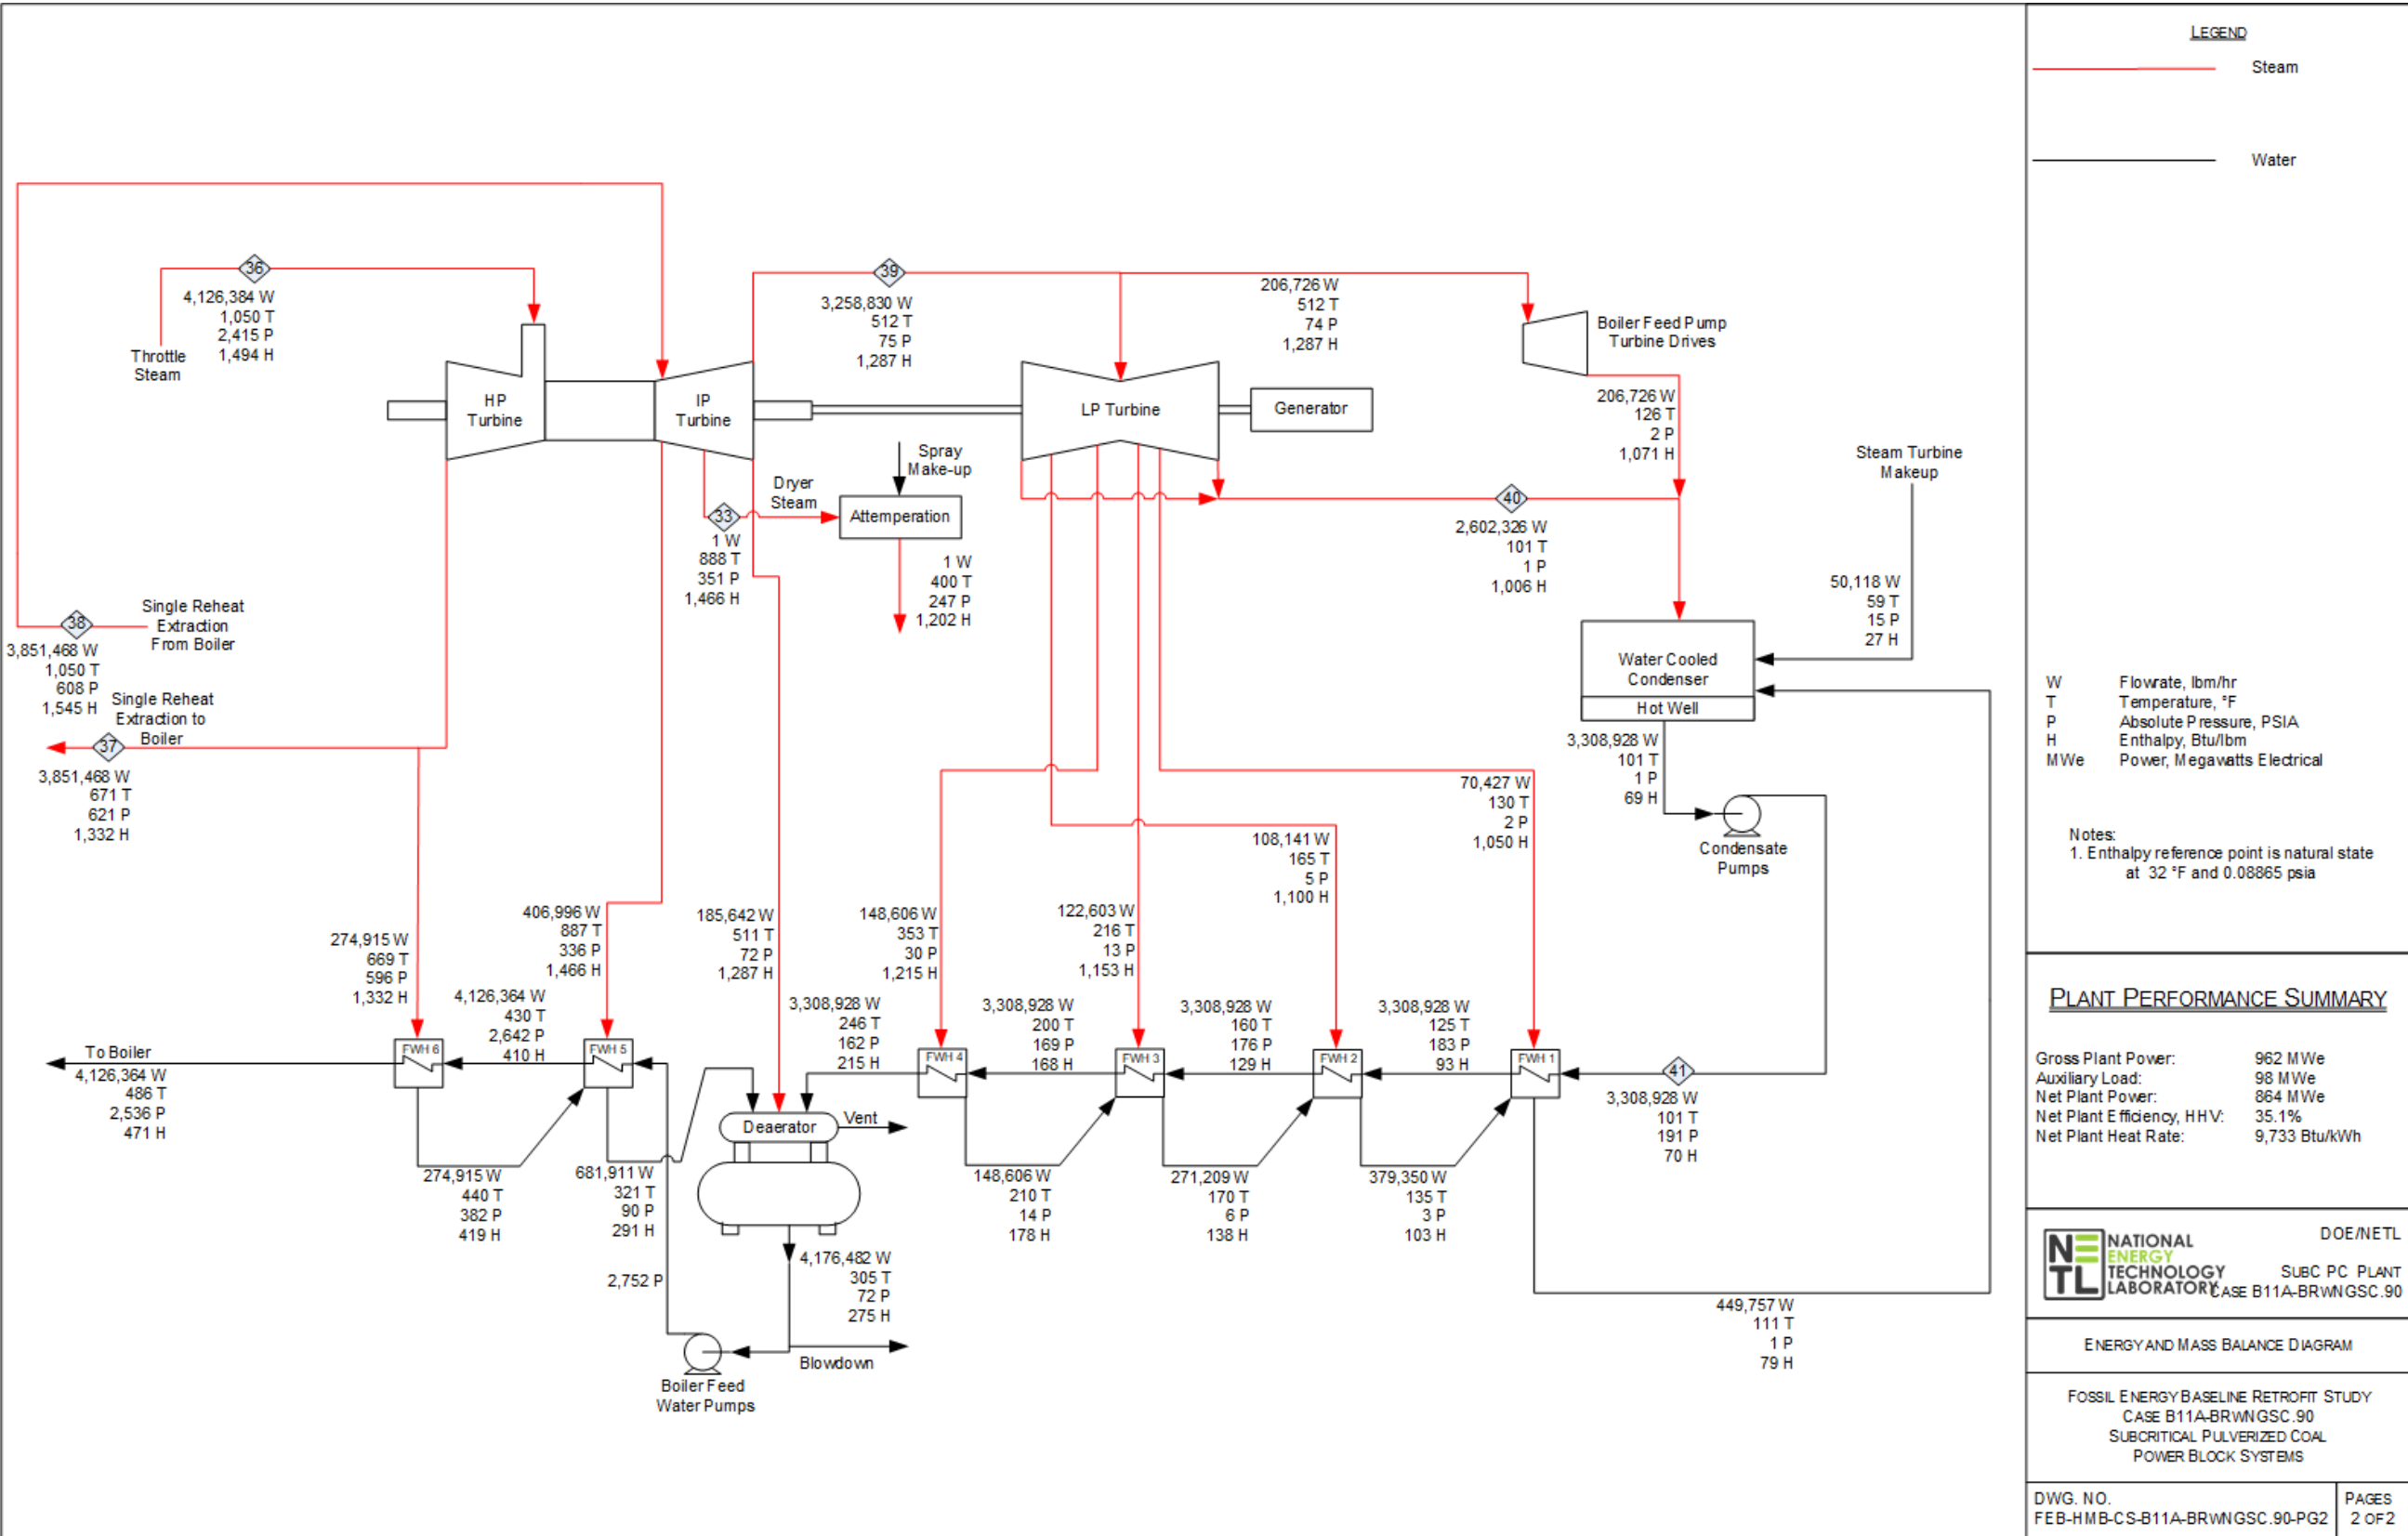 LEGEND
Steam
Water
36
4,126,384 W
1,050 T
2,415 P
1,494 H
Throttle
Steam
39
3,258,830 W
512 T
75 P
1,287 H
206,726 W
512 T
74 P
1,287 H
Boiler Feed Pump
Turbine Drives
HP
Turbine
IP
Turbine
LP Turbine
Generator
206,726 W
126 T
2 P
1,071 H
Spray
Make-up
Dryer
Steam
Attemperation
33
1 W
888 T
351 P
1,466 H
1 W
400 T
247 P
1,202 H
40
2,602,326 W
101 T
1 P
1,006 H
Steam Turbine
Makeup
50,118 W
59 T
15 P
27 H
38
Single Reheat
Extraction
From Boiler
3,851,468 W
1,050 T
608 P
1,545 H
Single Reheat
Extraction to
Boiler
37
3,851,468 W
671 T
621 P
1,332 H
Water Cooled
Condenser
Hot Well
3,308,928 W
101 T
1 P
69 H
Condensate
Pumps
70,427 W
130 T
2 P
1,050 H
108,141 W
165 T
5 P
1,100 H
122,603 W
216 T
13 P
1,153 H
148,606 W
353 T
30 P
1,215 H
185,642 W
511 T
72 P
1,287 H
406,996 W
887 T
336 P
1,466 H
274,915 W
669 T
596 P
1,332 H
4,126,364 W
430 T
2,642 P
410 H
3,308,928 W
246 T
162 P
215 H
3,308,928 W
200 T
169 P
168 H
3,308,928 W
160 T
176 P
129 H
3,308,928 W
125 T
183 P
93 H
To Boiler
4,126,364 W
486 T
2,536 P
471 H
FWH 6
FWH 5
FWH 4
FWH 3
FWH 2
FWH 1
41
3,308,928 W
101 T
191 P
70 H
Deaerator
Vent
274,915 W
440 T
382 P
419 H
681,911 W
321 T
90 P
291 H
148,606 W
210 T
14 P
178 H
271,209 W
170 T
6 P
138 H
379,350 W
135 T
3 P
103 H
4,176,482 W
305 T
72 P
275 H
2,752 P
Blowdown
Boiler Feed
Water Pumps
449,757 W
111 T
1 P
79 H
W Flowrate, lbm/hr
T Temperature, °F
P Absolute Pressure, PSIA
H Enthalpy, Btu/lbm
MWe Power, Megawatts Electrical
Notes:
1. Enthalpy reference point is natural state
at 32 °F and 0.08865 psia
PLANT PERFORMANCE SUMMARY
Gross Plant Power: 962 MWe
Auxiliary Load: 98 MWe
Net Plant Power: 864 MWe
Net Plant Efficiency, HHV: 35.1%
Net Plant Heat Rate: 9,733 Btu/kWh
NETL
NATIONAL
ENERGY
TECHNOLOGY
LABORATORY
DOE/NETL
SUBC PC PLANT
CASE B11A-BRWNGSC.90
ENERGY AND MASS BALANCE DIAGRAM
FOSSIL ENERGY BASELINE RETROFIT STUDY
CASE B11A-BRWNGSC.90
SUBCRITICAL PULVERIZED COAL
POWER BLOCK SYSTEMS
DWG. NO.
FEB-HMB-CS-B11A-BRWNGSC.90-PG2
PAGES
2 OF 2